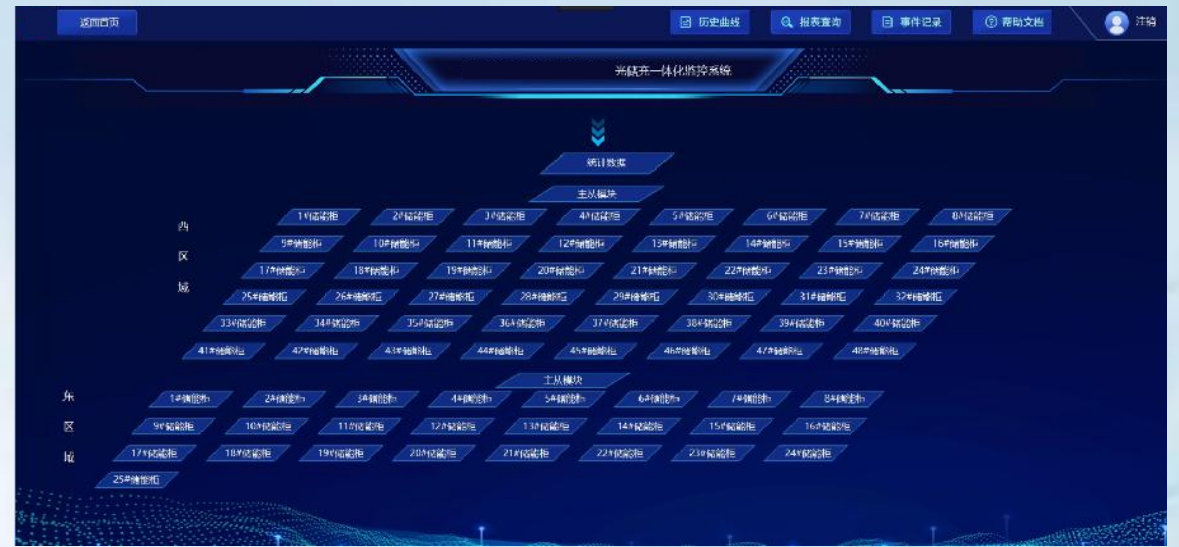 返回首页 历史曲线 报表查询 事件记录 帮助文档 注销
光储充一体化监控系统
统计数据
主从模块
西区域
1#储能柜 2#储能柜 3#储能柜 4#储能柜 5#储能柜 6#储能柜 7#储能柜 8#储能柜
9#储能柜 10#储能柜 11#储能柜 12#储能柜 13#储能柜 14#储能柜 15#储能柜 16#储能柜
17#储能柜 18#储能柜 19#储能柜 20#储能柜 21#储能柜 22#储能柜 23#储能柜 24#储能柜
25#储能柜 26#储能柜 27#储能柜 28#储能柜 29#储能柜 30#储能柜 31#储能柜 32#储能柜
33#储能柜 34#储能柜 35#储能柜 36#储能柜 37#储能柜 38#储能柜 39#储能柜 40#储能柜
41#储能柜 42#储能柜 43#储能柜 44#储能柜 45#储能柜 46#储能柜 47#储能柜 48#储能柜
主从模块
东区域
1#储能柜 2#储能柜 3#储能柜 4#储能柜 5#储能柜 6#储能柜 7#储能柜 8#储能柜
9#储能柜 10#储能柜 11#储能柜 12#储能柜 13#储能柜 14#储能柜 15#储能柜 16#储能柜
17#储能柜 18#储能柜 19#储能柜 20#储能柜 21#储能柜 22#储能柜 23#储能柜 24#储能柜
25#储能柜